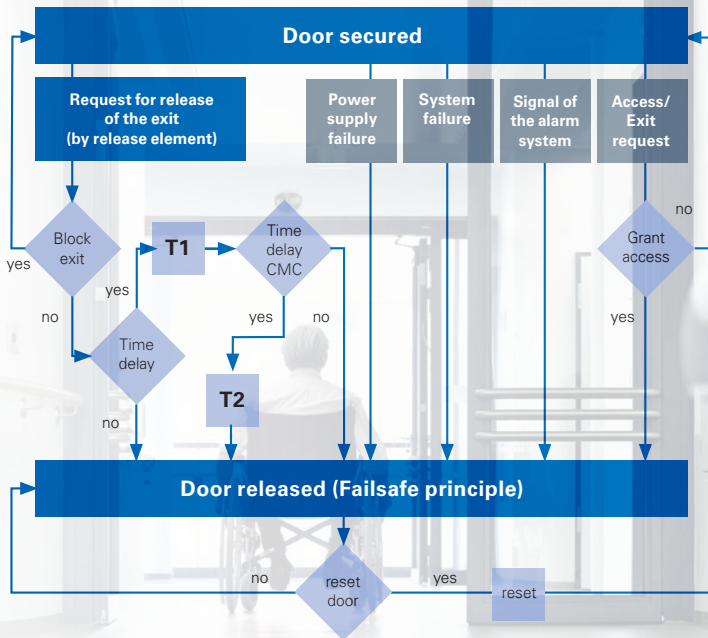 Door secured
Request for release
of the exit
(by release element)
Power
supply
failure
System
failure
Signal of
the alarm
system
Access/
Exit
request
Block
exit
yes
no
T1
yes
Time
delay
no
Time
delay
CMC
yes
no
T2
Grant
access
no
yes
Door released (Failsafe principle)
reset
door
no
yes
reset